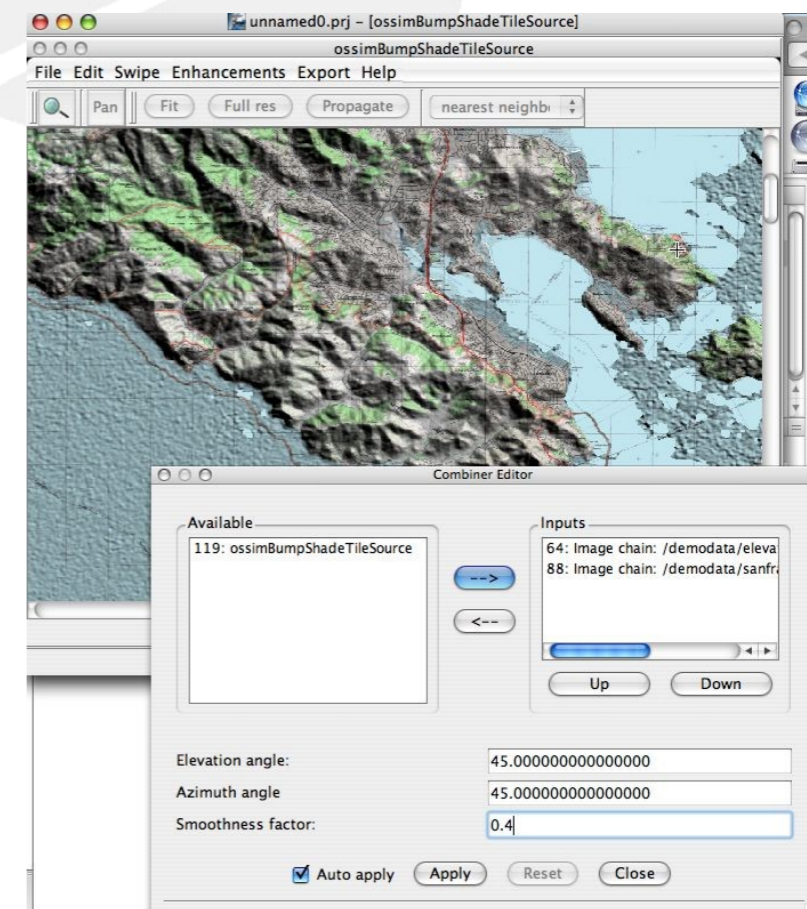 unnamed0.prj – [ossimBumpShadeTileSource]
ossimBumpShadeTileSource
File Edit Swipe Enhancements Export Help
Pan Fit Full res Propagate nearest neighb
Combiner Editor
Available
Inputs
119: ossimBumpShadeTileSource
64: Image chain: /demodata/eleva
88: Image chain: /demodata/sanfra
-->
<--
Up Down
Elevation angle: 45.000000000000000
Azimuth angle 45.000000000000000
Smoothness factor: 0.4
Auto apply Apply Reset Close